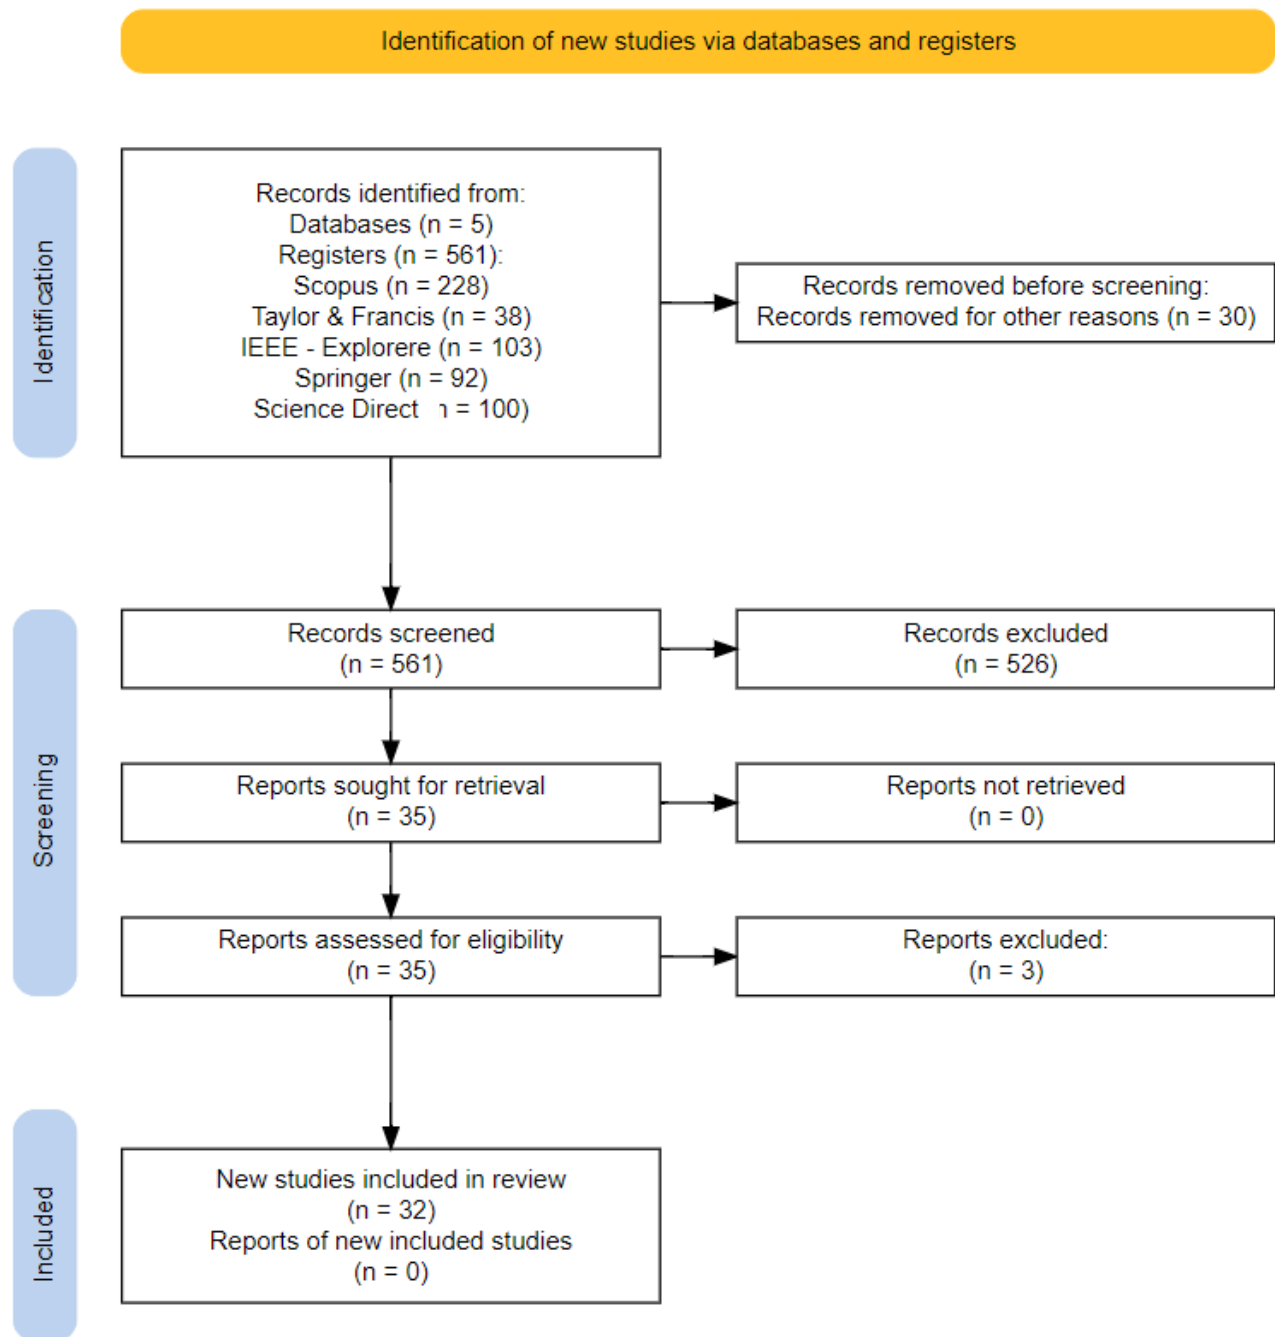 Identification of new studies via databases and registers
Identification
Records identified from:
Databases (n = 5)
Registers (n = 561):
Scopus (n = 228)
Taylor & Francis (n = 38)
IEEE - Explorere (n = 103)
Springer (n = 92)
Science Direct n = 100)
Records removed before screening:
Records removed for other reasons (n = 30)
Screening
Records screened
(n = 561)
Records excluded
(n = 526)
Reports sought for retrieval
(n = 35)
Reports not retrieved
(n = 0)
Reports assessed for eligibility
(n = 35)
Reports excluded:
(n = 3)
Included
New studies included in review
(n = 32)
Reports of new included studies
(n = 0)